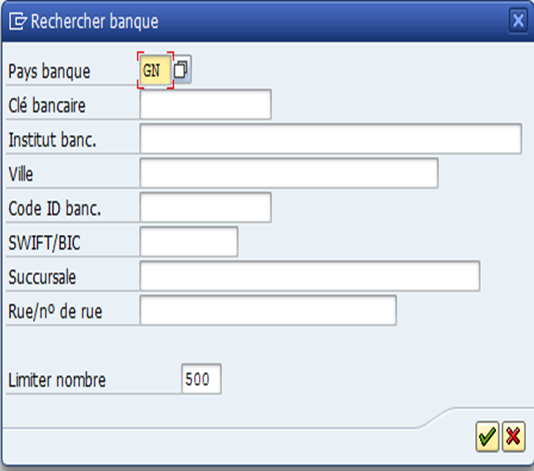 Rechercher banque
Pays banque GN
Clé bancaire
Institut banc.
Ville
Code ID banc.
SWIFT/BIC
Succursale
Rue/nº de rue
Limiter nombre 500